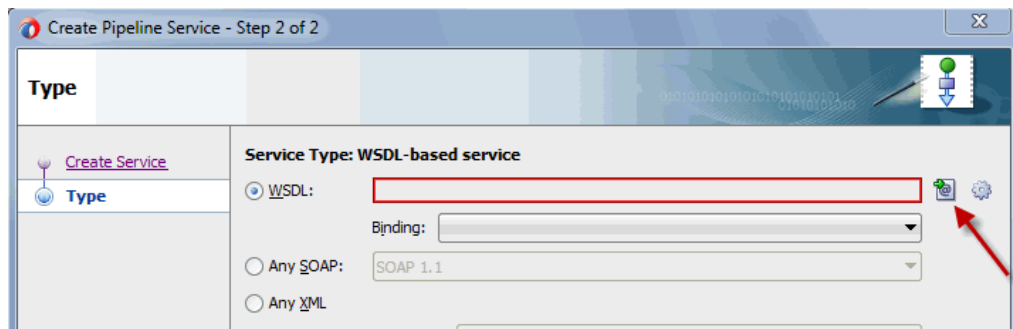 Create Pipeline Service - Step 2 of 2
Type
Create Service
Type
Service Type: WSDL-based service
WSDL:
Binding:
Any SOAP: SOAP 1.1
Any XML